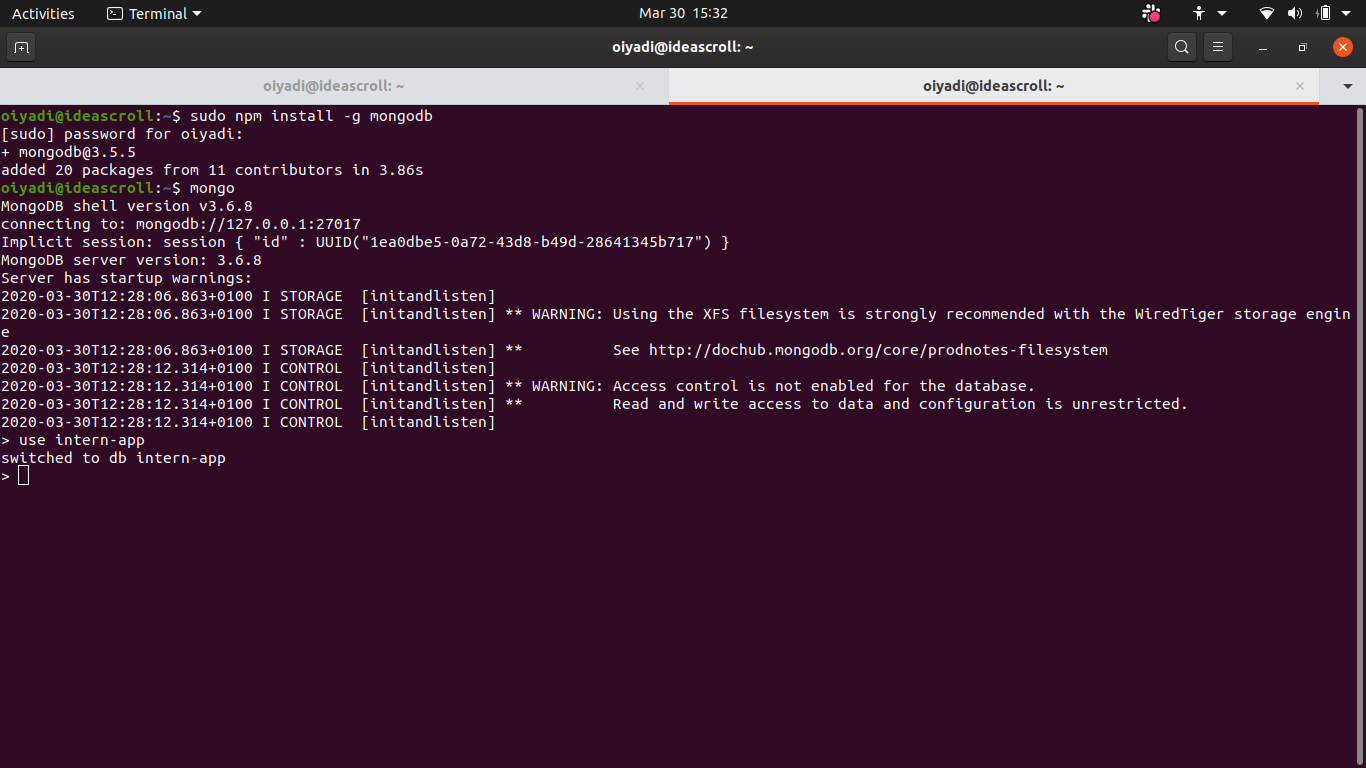 Activities Terminal Mar 30 15:32
oiyadi@ideascroll: ~
oiyadi@ideascroll: ~ oiyadi@ideascroll: ~
oiyadi@ideascroll:~$ sudo npm install -g mongodb
[sudo] password for oiyadi:
+ mongodb@3.5.5
added 20 packages from 11 contributors in 3.86s
oiyadi@ideascroll:~$ mongo
MongoDB shell version v3.6.8
connecting to: mongodb://127.0.0.1:27017
Implicit session: session { "id" : UUID("1ea0dbe5-0a72-43d8-b49d-28641345b717") }
MongoDB server version: 3.6.8
Server has startup warnings:
2020-03-30T12:28:06.863+0100 I STORAGE  [initandlisten]
2020-03-30T12:28:06.863+0100 I STORAGE  [initandlisten] ** WARNING: Using the XFS filesystem is strongly recommended with the WiredTiger storage engin
e
2020-03-30T12:28:06.863+0100 I STORAGE  [initandlisten] **          See http://dochub.mongodb.org/core/prodnotes-filesystem
2020-03-30T12:28:12.314+0100 I CONTROL  [initandlisten]
2020-03-30T12:28:12.314+0100 I CONTROL  [initandlisten] ** WARNING: Access control is not enabled for the database.
2020-03-30T12:28:12.314+0100 I CONTROL  [initandlisten] **          Read and write access to data and configuration is unrestricted.
2020-03-30T12:28:12.314+0100 I CONTROL  [initandlisten]
> use intern-app
switched to db intern-app
>